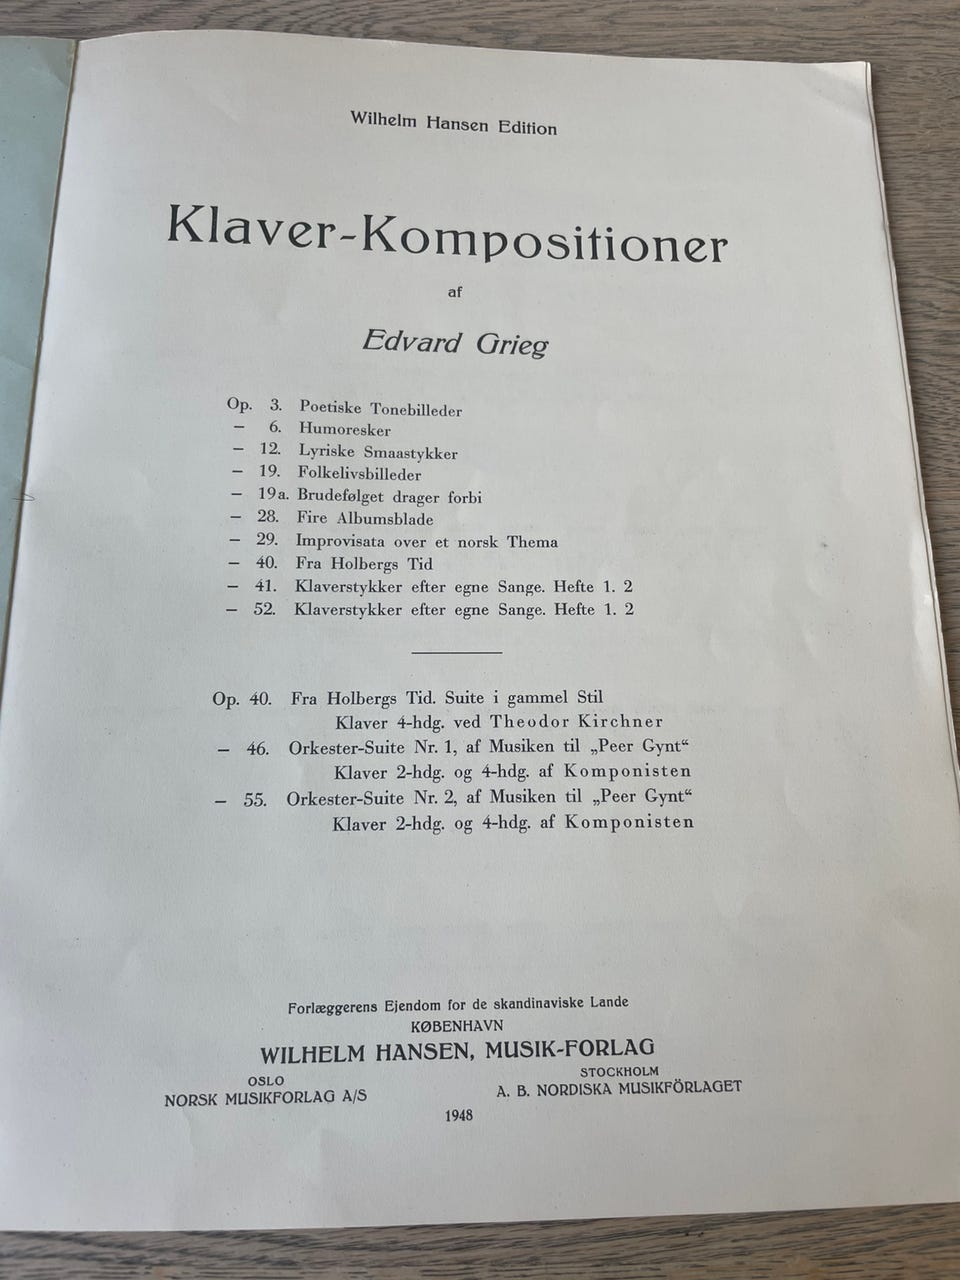 Wilhelm Hansen Edition
Klaver-Kompositioner
af
Edvard Grieg
Op. 3. Poetiske Tonebilleder
— 6. Humoresker
— 12. Lyriske Smaastykker
— 19. Folkelivsbilleder
— 19a. Brudefølget drager forbi
— 28. Fire Albumsblade
— 29. Improvisata over et norsk Thema
— 40. Fra Holbergs Tid
— 41. Klaverstykker efter egne Sange. Hefte 1. 2
— 52. Klaverstykker efter egne Sange. Hefte 1. 2
Op. 40. Fra Holbergs Tid. Suite i gammel Stil
Klaver 4-hdg. ved Theodor Kirchner
— 46. Orkester-Suite Nr. 1, af Musiken til „Peer Gynt“
Klaver 2-hdg. og 4-hdg. af Komponisten
— 55. Orkester-Suite Nr. 2, af Musiken til „Peer Gynt“
Klaver 2-hdg. og 4-hdg. af Komponisten
Forlæggerens Ejendom for de skandinaviske Lande
KØBENHAVN
WILHELM HANSEN, MUSIK-FORLAG
OSLO
NORSK MUSIKFORLAG A/S
STOCKHOLM
A. B. NORDISKA MUSIKFÖRLAGET
1948